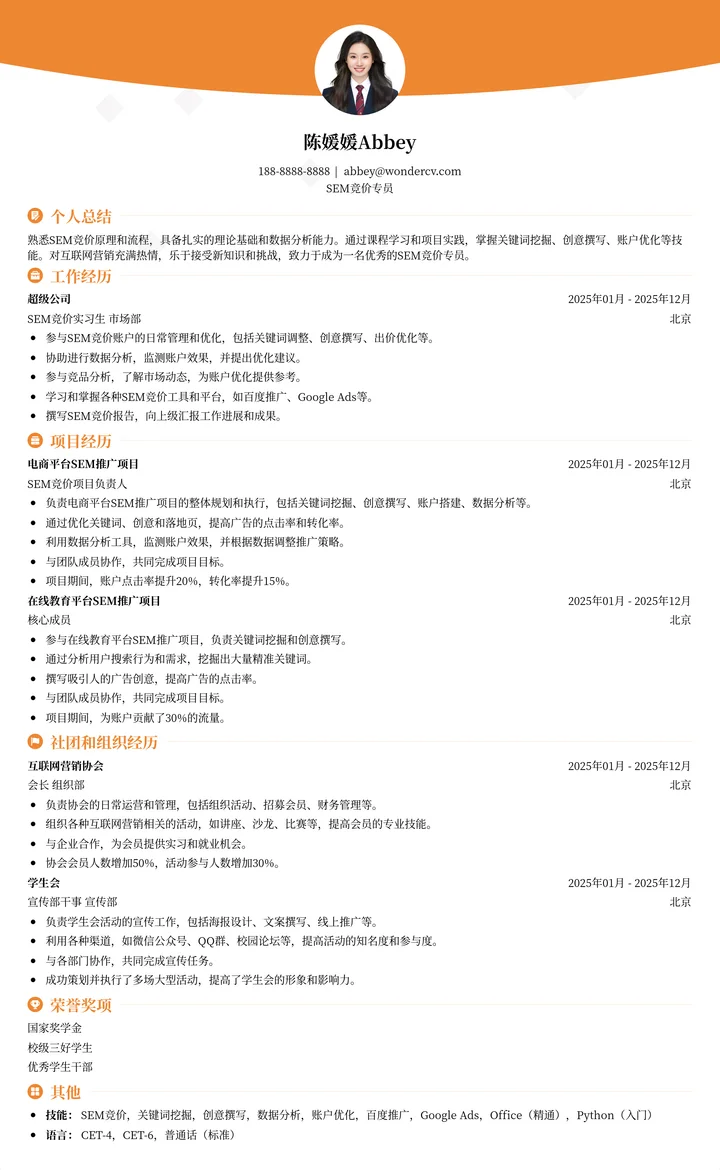 陈媛媛Abbey
188-8888-8888 | abbey@wondercv.com
SEM竞价专员
个人总结
熟悉SEM竞价原理和流程，具备扎实的理论基础和数据分析能力。通过课程学习和项目实践，掌握关键词挖掘、创意撰写、账户优化等技
能。对互联网营销充满热情，乐于接受新知识和挑战，致力于成为一名优秀的SEM竞价专员。
工作经历
超级公司 2025年01月 - 2025年12月
SEM竞价实习生 市场部 北京
• 参与SEM竞价账户的日常管理和优化，包括关键词调整、创意撰写、出价优化等。
• 协助进行数据分析，监测账户效果，并提出优化建议。
• 参与竞品分析，了解市场动态，为账户优化提供参考。
• 学习和掌握各种SEM竞价工具和平台，如百度推广、Google Ads等。
• 撰写SEM竞价报告，向上级汇报工作进展和成果。
项目经历
电商平台SEM推广项目 2025年01月 - 2025年12月
SEM竞价项目负责人 北京
• 负责电商平台SEM推广项目的整体规划和执行，包括关键词挖掘、创意撰写、账户搭建、数据分析等。
• 通过优化关键词、创意和落地页，提高广告的点击率和转化率。
• 利用数据分析工具，监测账户效果，并根据数据调整推广策略。
• 与团队成员协作，共同完成项目目标。
• 项目期间，账户点击率提升20%，转化率提升15%。
在线教育平台SEM推广项目 2025年01月 - 2025年12月
核心成员 北京
• 参与在线教育平台SEM推广项目，负责关键词挖掘和创意撰写。
• 通过分析用户搜索行为和需求，挖掘出大量精准关键词。
• 撰写吸引人的广告创意，提高广告的点击率。
• 与团队成员协作，共同完成项目目标。
• 项目期间，为账户贡献了30%的流量。
社团和组织经历
互联网营销协会 2025年01月 - 2025年12月
会长 组织部 北京
• 负责协会的日常运营和管理，包括组织活动、招募会员、财务管理等。
• 组织各种互联网营销相关的活动，如讲座、沙龙、比赛等，提高会员的专业技能。
• 与企业合作，为会员提供实习和就业机会。
• 协会会员人数增加50%，活动参与人数增加30%。
学生会 2025年01月 - 2025年12月
宣传部干事 宣传部 北京
• 负责学生会活动的宣传工作，包括海报设计、文案撰写、线上推广等。
• 利用各种渠道，如微信公众号、QQ群、校园论坛等，提高活动的知名度和参与度。
• 与各部门协作，共同完成宣传任务。
• 成功策划并执行了多场大型活动，提高了学生会的形象和影响力。
荣誉奖项
国家奖学金
校级三好学生
优秀学生干部
其他
• 技能： SEM竞价，关键词挖掘，创意撰写，数据分析，账户优化，百度推广，Google Ads，Office（精通），Python（入门）
• 语言： CET-4，CET-6，普通话（标准）